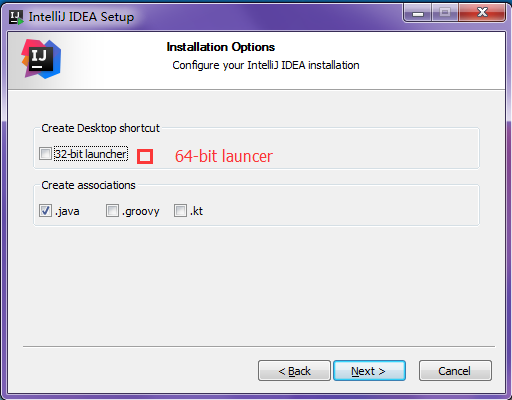 IntelliJ IDEA Setup
IJ
Installation Options
Configure your IntelliJ IDEA installation
Create Desktop shortcut
32-bit launcher 64-bit launcer
Create associations
.java .groovy .kt
< Back Next > Cancel